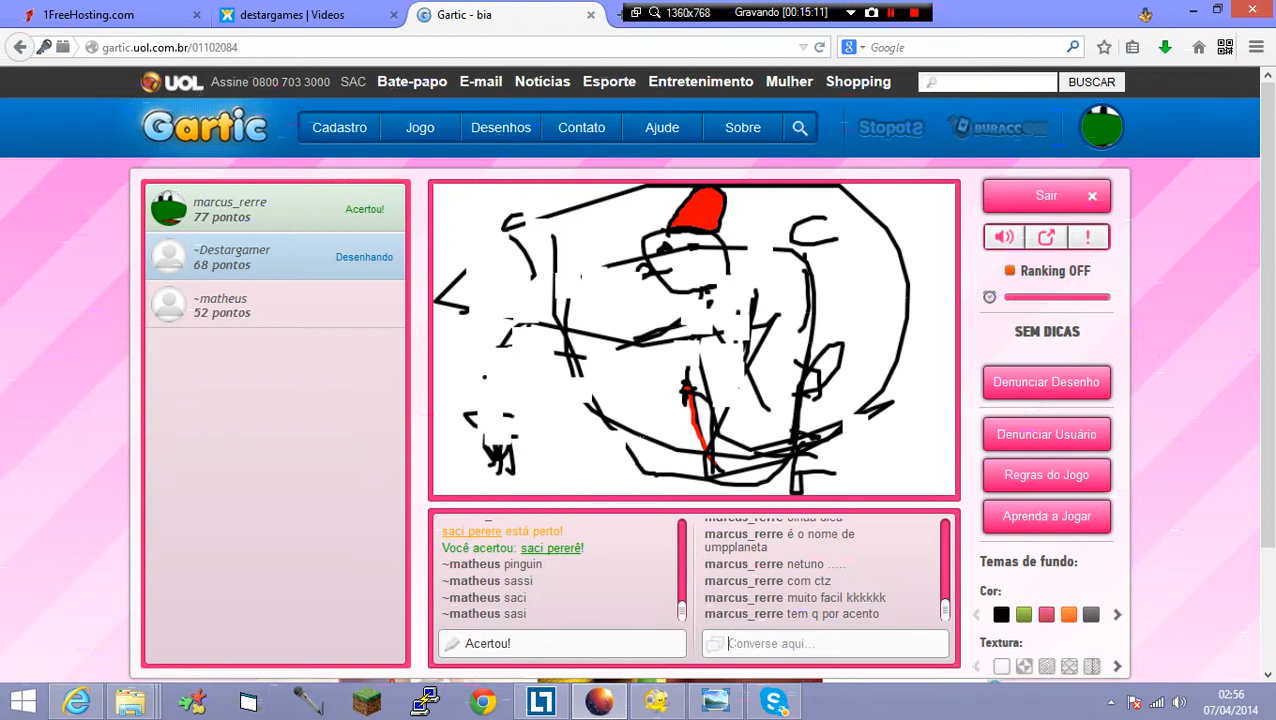 1FreeHosting.com
destargames | Videos
Gartic - bia
1360x768
Gravando [00:15:11]
gartic.uol.com.br/01102084
Google
UOL
Assine 0800 703 3000
SAC
Bate-papo
E-mail
Notícias
Esporte
Entretenimento
Mulher
Shopping
BUSCAR
Gartic
Cadastro
Jogo
Desenhos
Contato
Ajude
Sobre
StopotS
BURACOON
marcus_rerre
77 pontos
Acertou!
~Destargamer
68 pontos
Desenhando
~matheus
52 pontos
Sair
Ranking OFF
SEM DICAS
Denunciar Desenho
Denunciar Usuário
Regras do Jogo
Aprenda a Jogar
Temas de fundo:
Cor:
Textura:
saci perere está perto!
Você acertou: saci pererê!
~matheus pinguin
~matheus sassi
~matheus saci
~matheus sasi
Acertou!
marcus_rerre é o nome de
umpplaneta
marcus_rerre netuno .....
marcus_rerre com ctz
marcus_rerre muito facil kkkkkk
marcus_rerre tem q por acento
Converse aqui...
02:56
07/04/2014